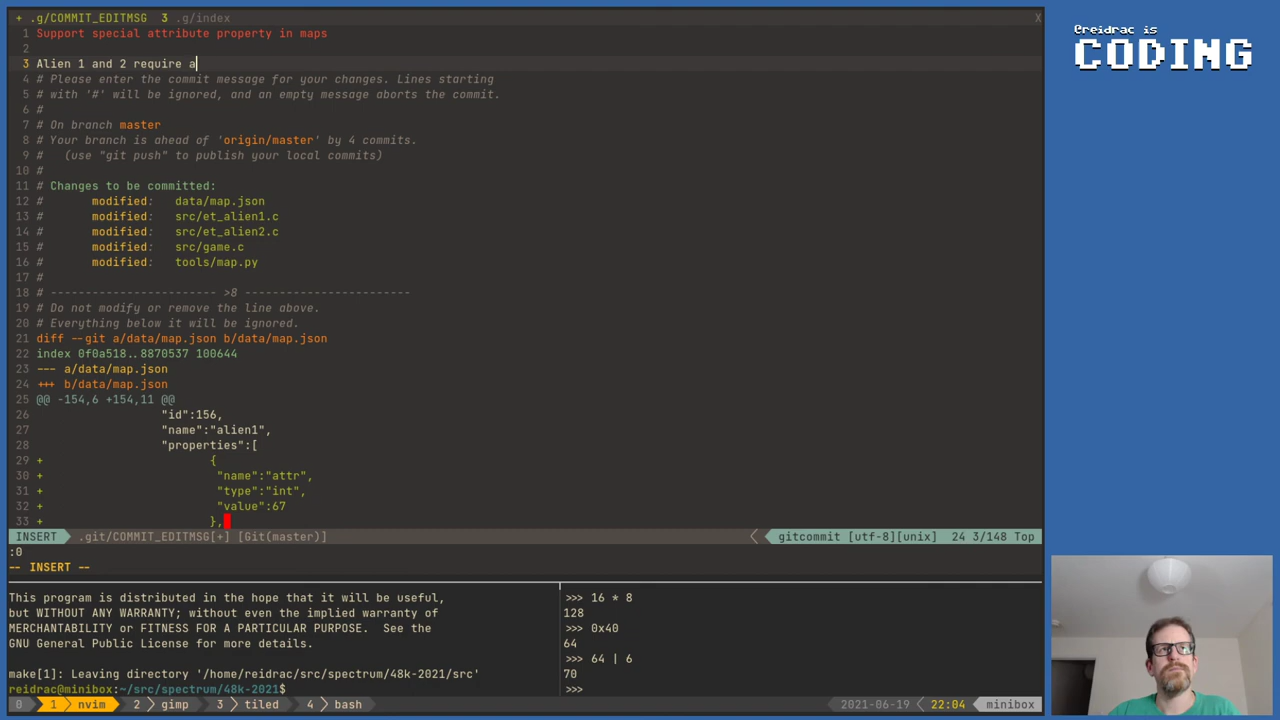 + .g/COMMIT_EDITMSG  3  .g/index  X
@reidrac is
CODING
1 Support special attribute property in maps
2
3 Alien 1 and 2 require a
4 # Please enter the commit message for your changes. Lines starting
5 # with '#' will be ignored, and an empty message aborts the commit.
6 #
7 # On branch master
8 # Your branch is ahead of 'origin/master' by 4 commits.
9 #   (use "git push" to publish your local commits)
10 #
11 # Changes to be committed:
12 #       modified:   data/map.json
13 #       modified:   src/et_alien1.c
14 #       modified:   src/et_alien2.c
15 #       modified:   src/game.c
16 #       modified:   tools/map.py
17 #
18 # ------------------------ >8 ------------------------
19 # Do not modify or remove the line above.
20 # Everything below it will be ignored.
21 diff --git a/data/map.json b/data/map.json
22 index 0f0a518..8870537 100644
23 --- a/data/map.json
24 +++ b/data/map.json
25 @@ -154,6 +154,11 @@
26                   "id":156,
27                   "name":"alien1",
28                   "properties":[
29 +                        {
30 +                         "name":"attr",
31 +                         "type":"int",
32 +                         "value":67
33 +                        },
INSERT  .git/COMMIT_EDITMSG[+] [Git(master)]  gitcommit [utf-8][unix]  24 3/148 Top
:0
-- INSERT --
This program is distributed in the hope that it will be useful,
but WITHOUT ANY WARRANTY; without even the implied warranty of
MERCHANTABILITY or FITNESS FOR A PARTICULAR PURPOSE.  See the
GNU General Public License for more details.
make[1]: Leaving directory '/home/reidrac/src/spectrum/48k-2021/src'
reidrac@minibox:~/src/spectrum/48k-2021$
>>> 16 * 8
128
>>> 0x40
64
>>> 64 | 6
70
>>>
0  1  nvim  2  gimp  3  tiled  4  bash  2021-06-19  22:04  minibox